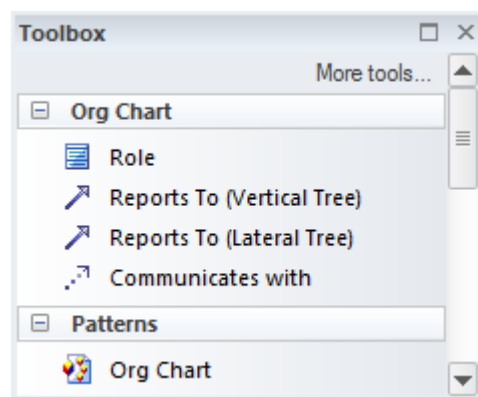 Toolbox
More tools...
Org Chart
Role
Reports To (Vertical Tree)
Reports To (Lateral Tree)
Communicates with
Patterns
Org Chart